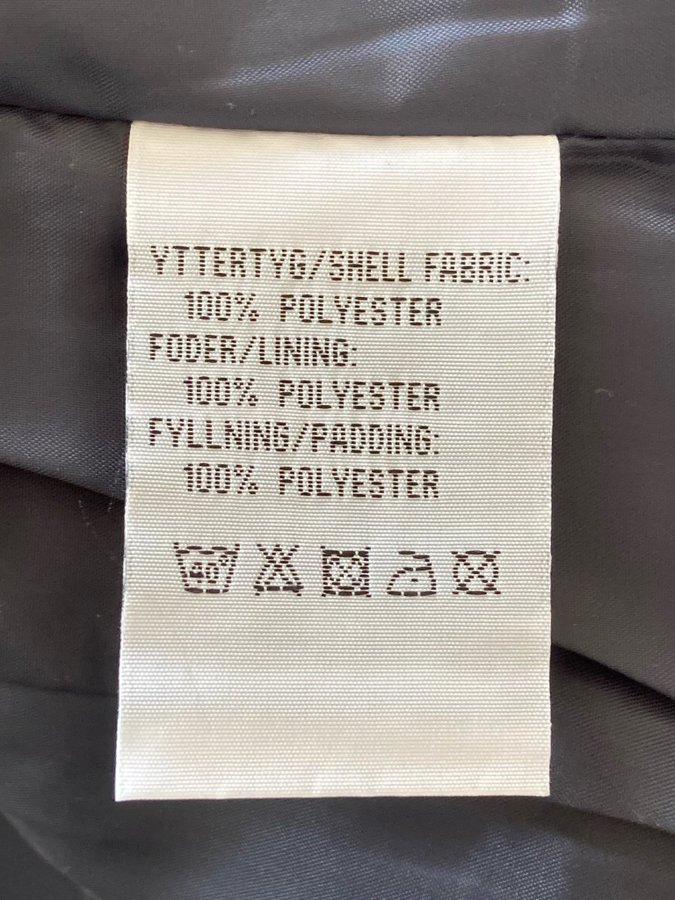 YTTERTYG/SHELL FABRIC:
100% POLYESTER
FODER/LINING:
100% POLYESTER
FYLLNING/PADDING:
100% POLYESTER
40°